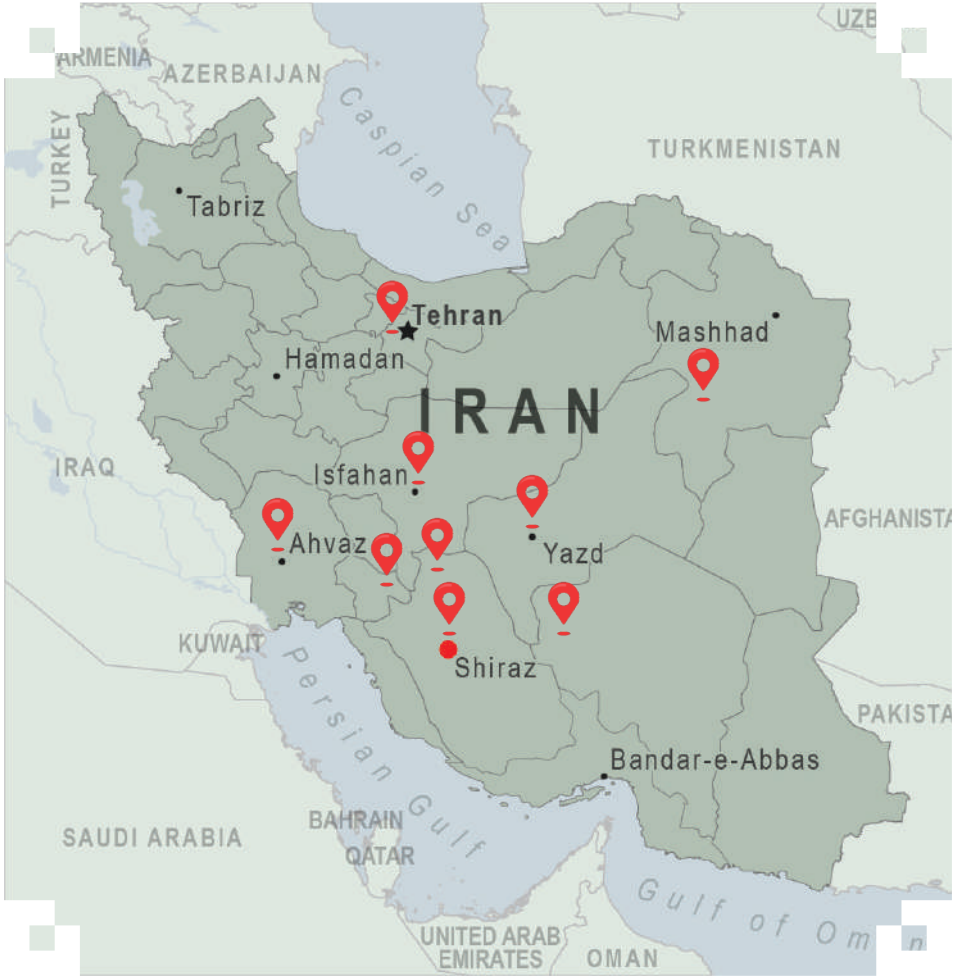 UZB
ARMENIA
AZERBAIJAN
TURKEY
Caspian Sea
TURKMENISTAN
Tabriz
Tehran
Mashhad
Hamadan
IRAN
IRAQ
Isfahan
AFGHANISTA
Ahvaz
Yazd
KUWAIT
Shiraz
Persian Gulf
PAKISTA
Bandar-e-Abbas
BAHRAIN
SAUDI ARABIA
QATAR
Gulf of Om n
UNITED ARAB
EMIRATES
OMAN